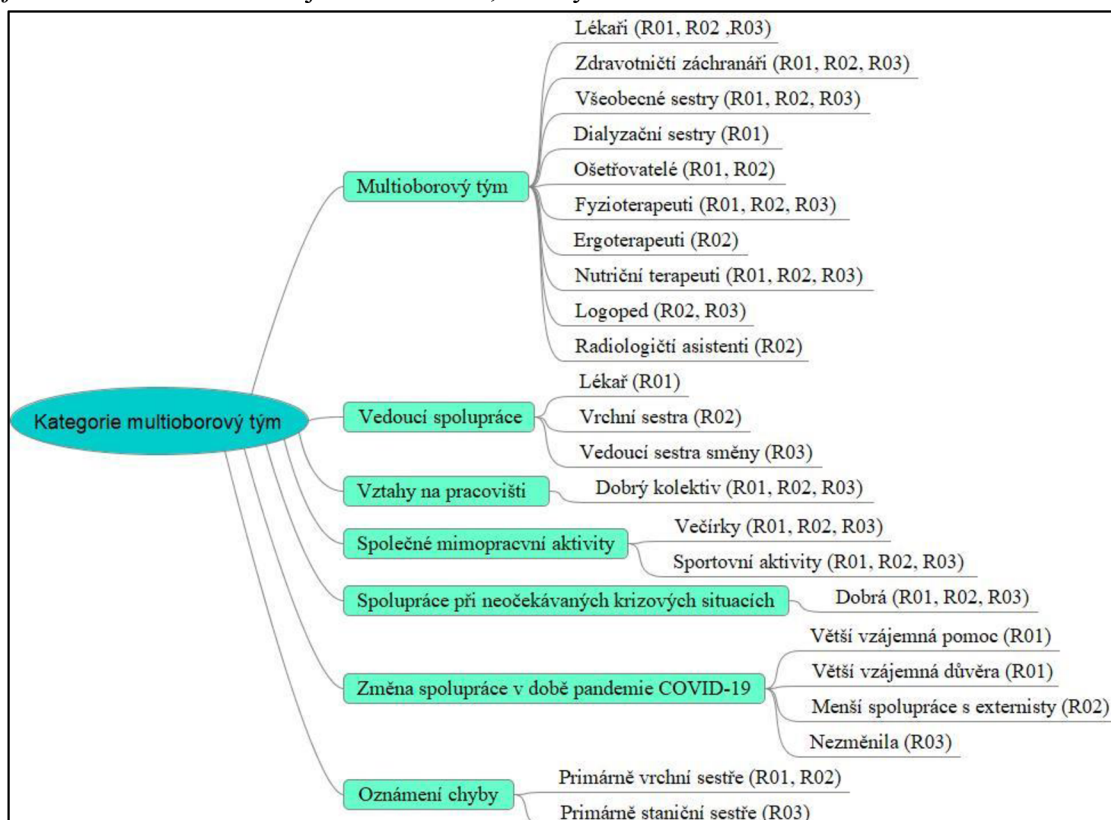 Kategorie multioborový tým
Multioborový tým
Lékaři (R01, R02 ,R03)
Zdravotničtí záchranáři (R01, R02, R03)
Všeobecné sestry (R01, R02, R03)
Dialyzační sestry (R01)
Ošetřovatelé (R01, R02)
Fyzioterapeuti (R01, R02, R03)
Ergoterapeuti (R02)
Nutriční terapeuti (R01, R02, R03)
Logoped (R02, R03)
Radiologičtí asistenti (R02)
Vedoucí spolupráce
Lékař (R01)
Vrchní sestra (R02)
Vedoucí sestra směny (R03)
Vztahy na pracovišti
Dobrý kolektiv (R01, R02, R03)
Společné mimopracvní aktivity
Večírky (R01, R02, R03)
Sportovní aktivity (R01, R02, R03)
Spolupráce při neočekávaných krizových situacích
Dobrá (R01, R02, R03)
Změna spolupráce v době pandemie COVID-19
Větší vzájemná pomoc (R01)
Větší vzájemná důvěra (R01)
Menší spolupráce s externisty (R02)
Nezměnila (R03)
Oznámení chyby
Primárně vrchní sestře (R01, R02)
Primárně staniční sestře (R03)